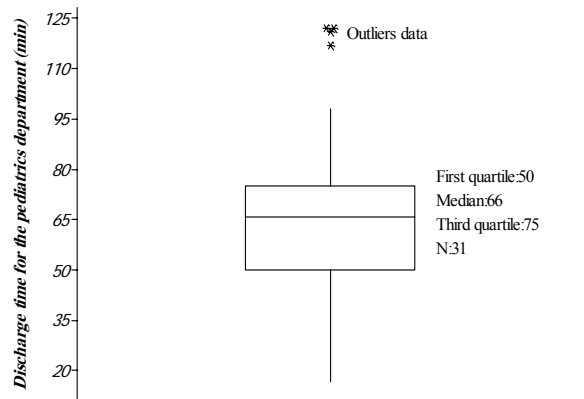 Discharge time for the pediatrics department (min)
125
110
95
80
65
50
35
20
Outliers data
First quartile:50
Median:66
Third quartile:75
N:31